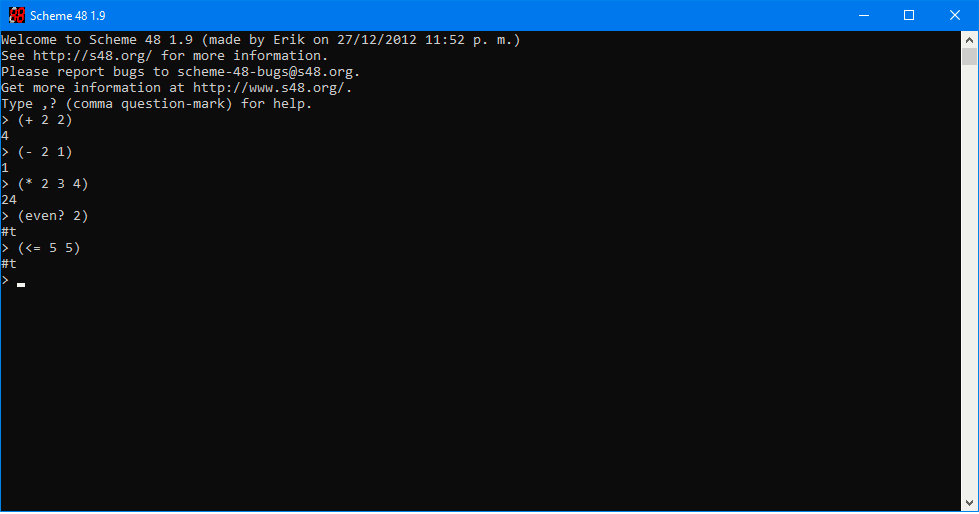 Scheme 48 1.9
Welcome to Scheme 48 1.9 (made by Erik on 27/12/2012 11:52 p. m.)
See http://s48.org/ for more information.
Please report bugs to scheme-48-bugs@s48.org.
Get more information at http://www.s48.org/.
Type ,? (comma question-mark) for help.
> (+ 2 2)
4
> (- 2 1)
1
> (* 2 3 4)
24
> (even? 2)
#t
> (<= 5 5)
#t
>